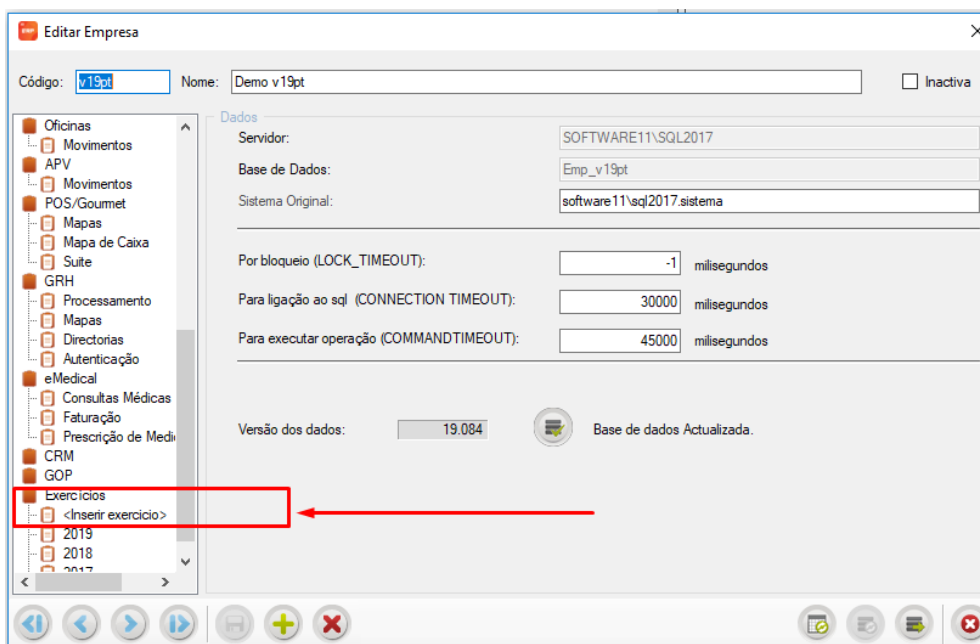 EMP Editar Empresa
Código: v19pt Nome: Demo v19pt Inactiva
Oficinas
Movimentos
APV
Movimentos
POS/Gourmet
Mapas
Mapa de Caixa
Suite
GRH
Processamento
Mapas
Directorias
Autenticação
eMedical
Consultas Médicas
Faturação
Prescrição de Medi
CRM
GOP
Exercícios
<Inserir exercicio>
2019
2018
2017
Dados
Servidor: SOFTWARE11\SQL2017
Base de Dados: Emp_v19pt
Sistema Original: software11\sql2017.sistema
Por bloqueio (LOCK_TIMEOUT): -1 milisegundos
Para ligação ao sql (CONNECTION TIMEOUT): 30000 milisegundos
Para executar operação (COMMANDTIMEOUT): 45000 milisegundos
Versão dos dados: 19.084 Base de dados Actualizada.